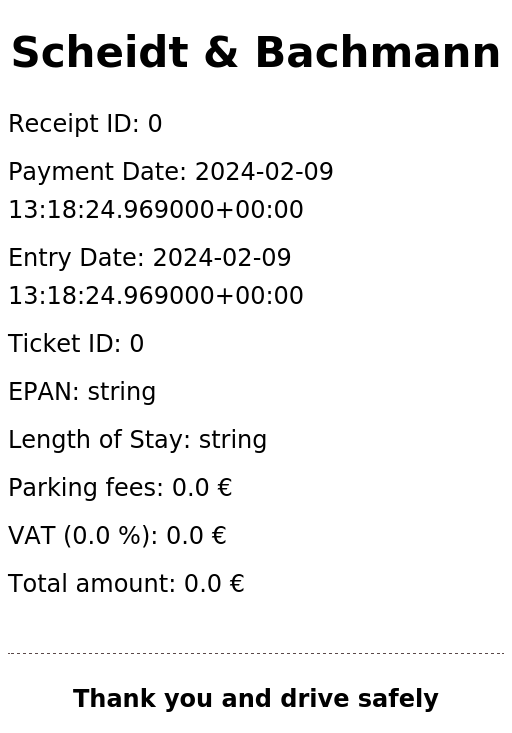 Scheidt & Bachmann
Receipt ID: 0
Payment Date: 2024-02-09
13:18:24.969000+00:00
Entry Date: 2024-02-09
13:18:24.969000+00:00
Ticket ID: 0
EPAN: string
Length of Stay: string
Parking fees: 0.0 €
VAT (0.0 %): 0.0 €
Total amount: 0.0 €
Thank you and drive safely